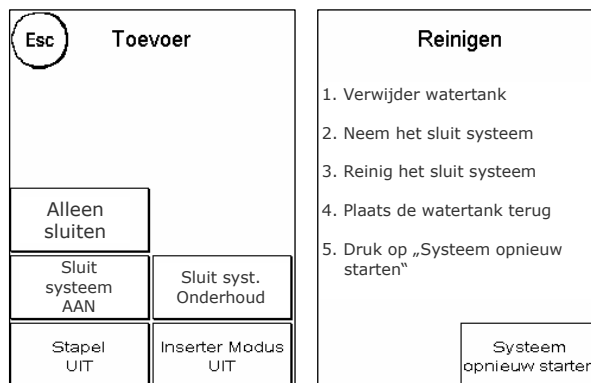 Esc
Toevoer
Alleen
sluiten
Sluit
systeem
AAN
Sluit syst.
Onderhoud
Stapel
UIT
Inserter Modus
UIT
Reinigen
1. Verwijder watertank
2. Neem het sluit systeem
3. Reinig het sluit systeem
4. Plaats de watertank terug
5. Druk op „Systeem opnieuw
starten“
Systeem
opnieuw starten